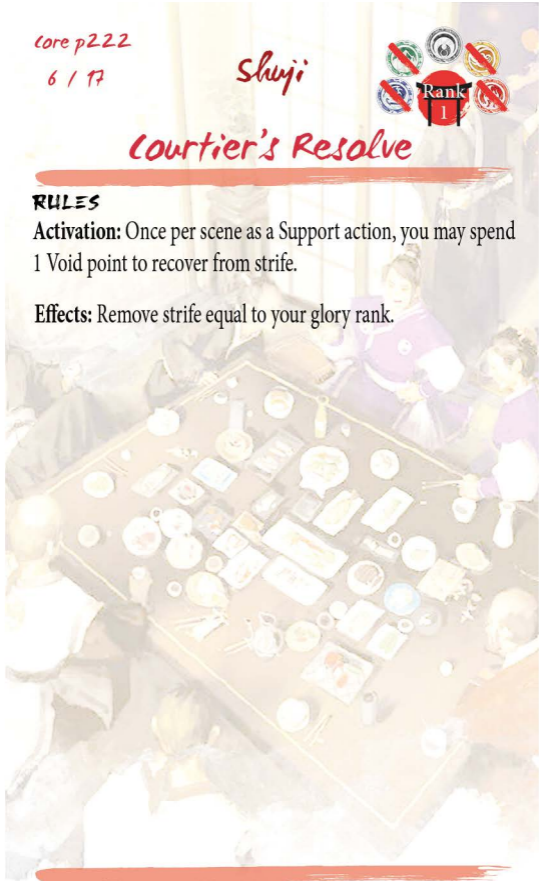 core p222
6 / 17
Shuji
Rank
1
Courtier's Resolve
RULES
Activation: Once per scene as a Support action, you may spend
1 Void point to recover from strife.
Effects: Remove strife equal to your glory rank.